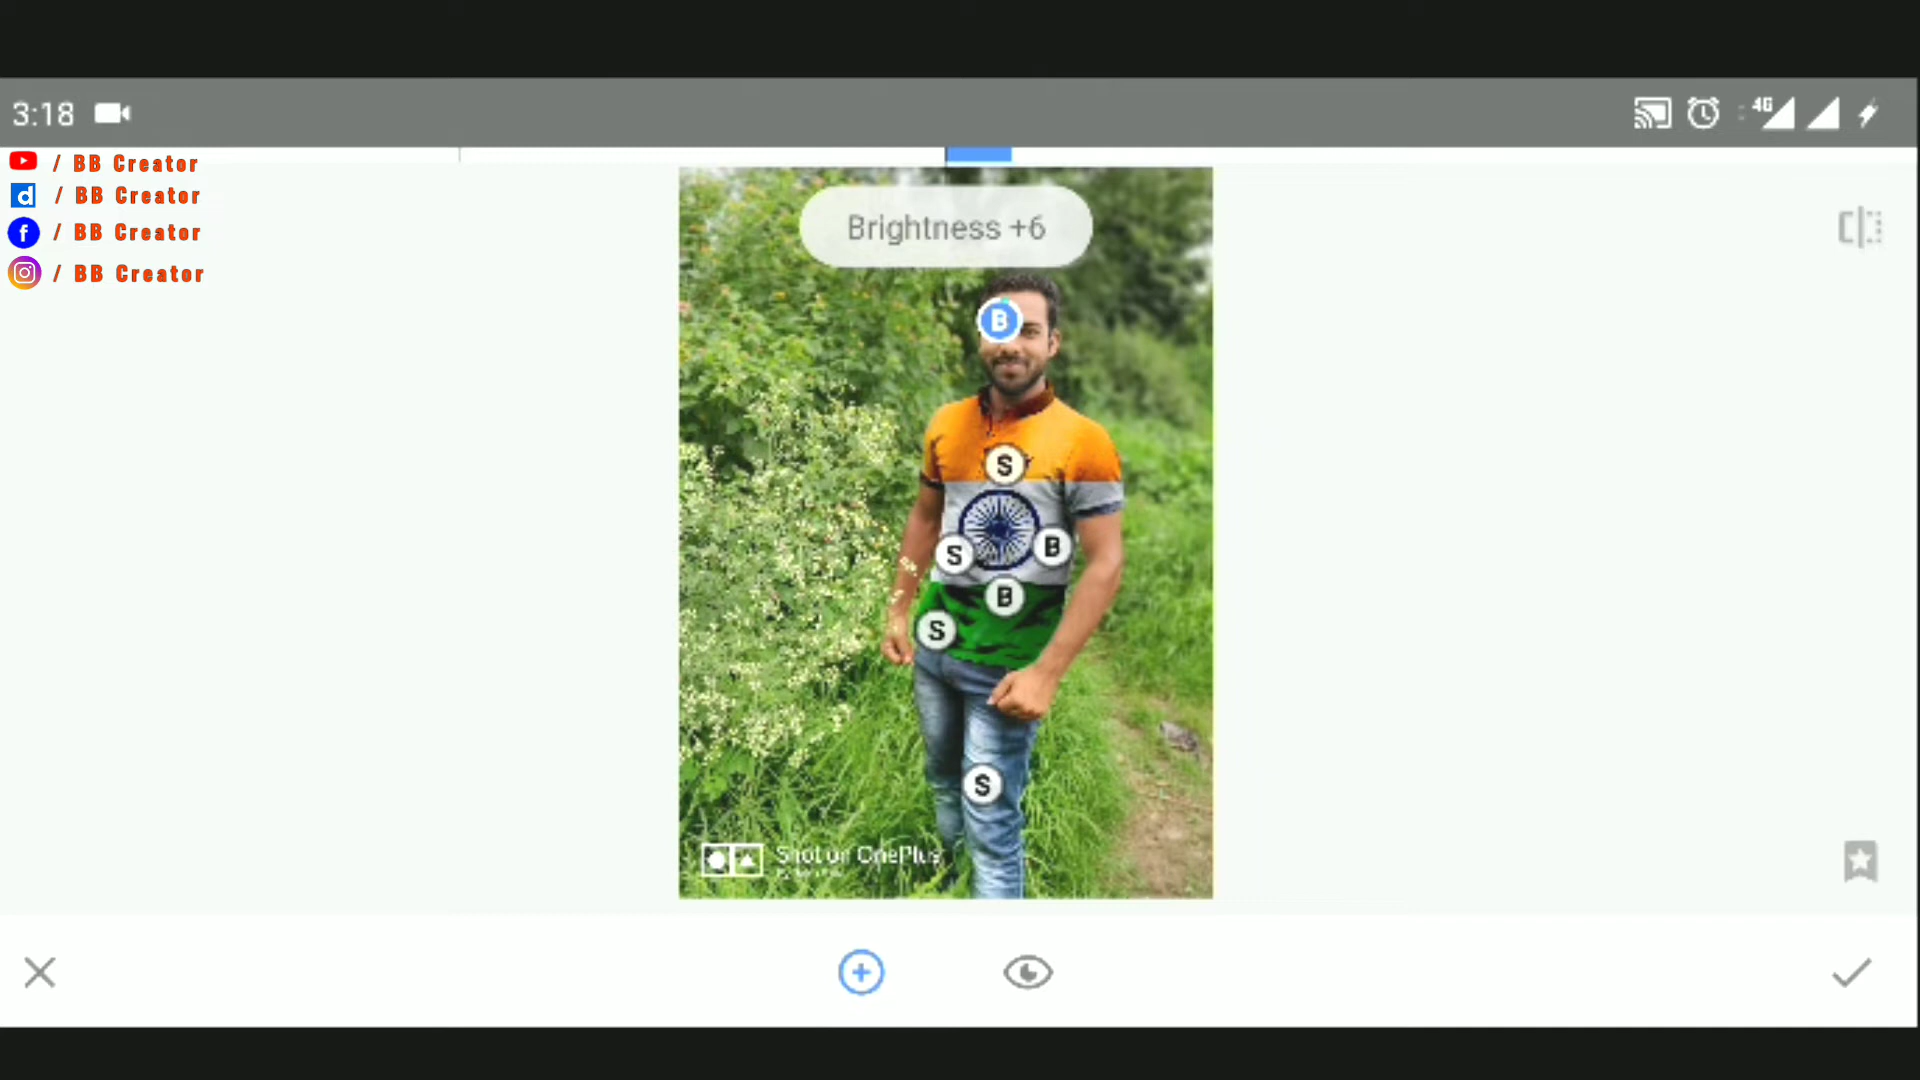 3:18
4G
/ BB Creator
d / BB Creator
f / BB Creator
/ BB Creator
Brightness +6
B
S
S
B
B
S
S
Shot on OnePlus